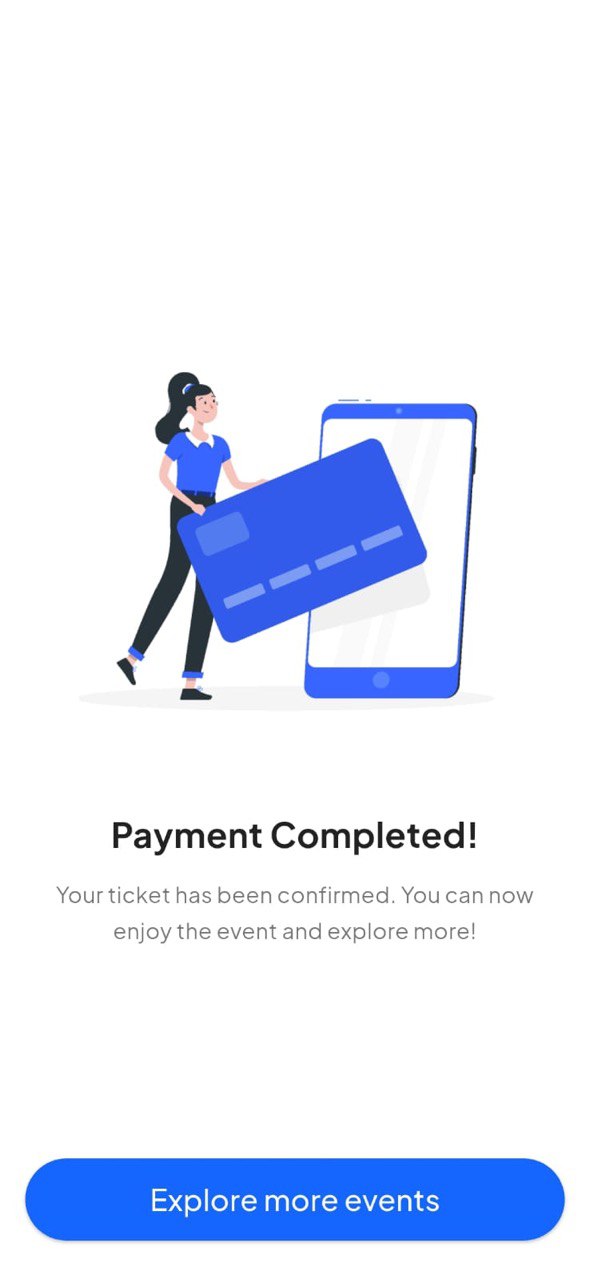 Payment Completed!
Your ticket has been confirmed. You can now
enjoy the event and explore more!
Explore more events